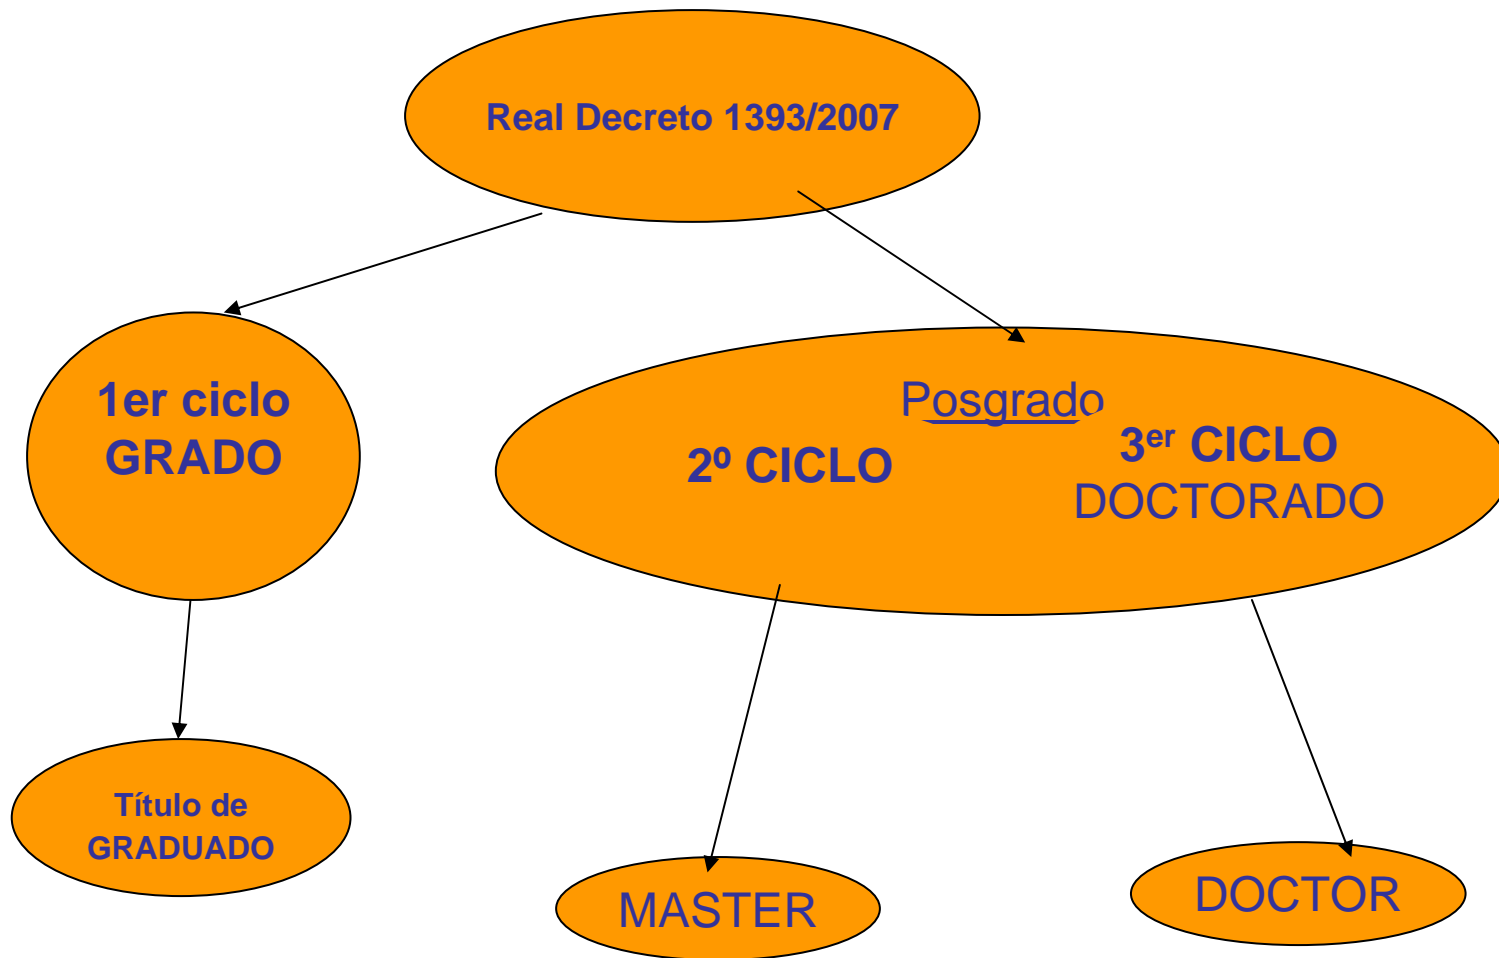 Real Decreto 1393/2007
1er ciclo
GRADO
Posgrado
2º CICLO
3er CICLO
DOCTORADO
Título de
GRADUADO
MASTER
DOCTOR